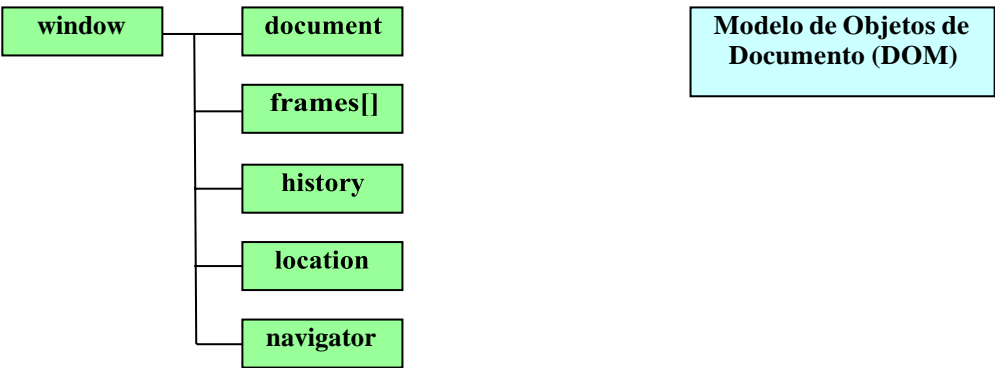 window
document
Modelo de Objetos de
Documento (DOM)
frames[]
history
location
navigator